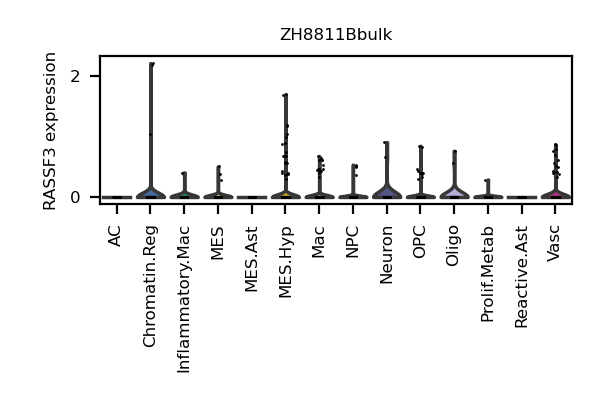 ZH8811Bbulk
RASSF3 expression
2
0
AC
Chromatin.Reg
Inflammatory.Mac
MES
MES.Ast
MES.Hyp
Mac
NPC
Neuron
OPC
Oligo
Prolif.Metab
Reactive.Ast
Vasc